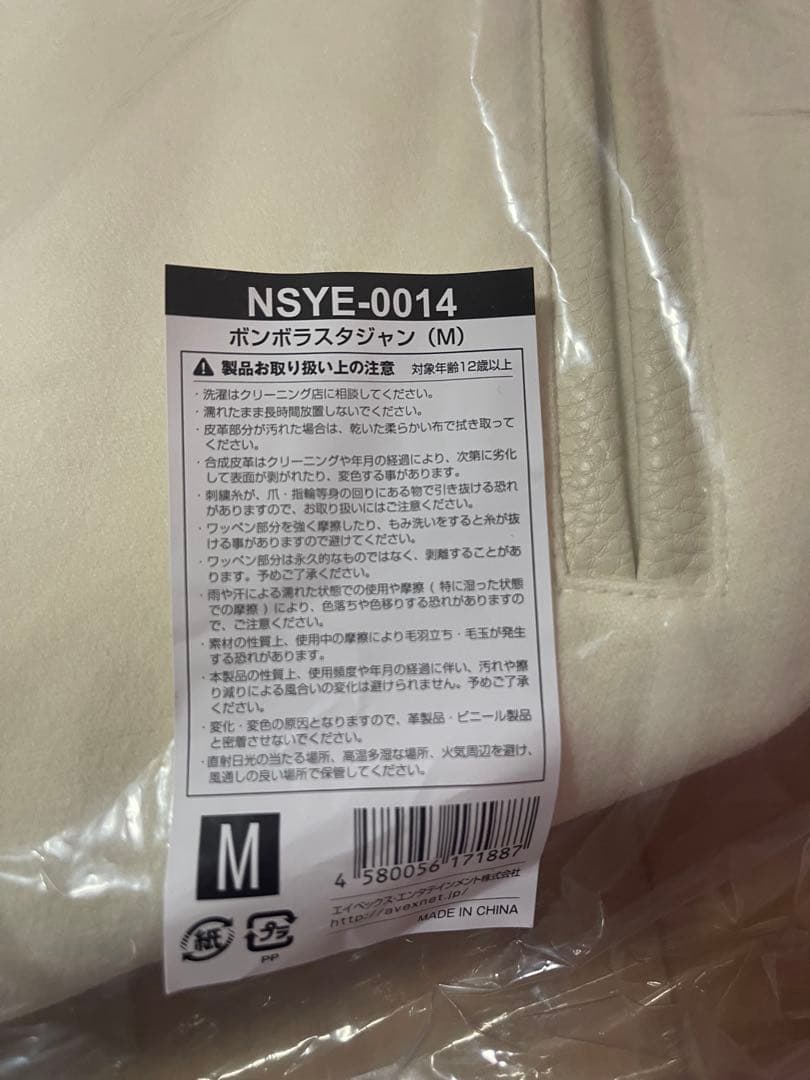 NSYE-0014
ボンボラスタジャン（M）
製品お取り扱い上の注意 対象年齢12歳以上
・洗濯はクリーニング店に相談してください。
・濡れたまま長時間放置しないでください。
・皮革部分が汚れた場合は、乾いた柔らかい布で拭き取って
ください。
・合成皮革はクリーニングや年月の経過により、次第に劣化
して表面が剥がれたり、変色する事があります。
・刺繍糸が、爪・指輪等身の回りにある物で引き抜ける恐れ
がありますので、お取り扱いにはご注意ください。
・ワッペン部分を強く摩擦したり、もみ洗いをすると糸が抜
ける事がありますので避けてください。
・ワッペン部分は永久的なものではなく、剥離することがあ
ります。予めご了承ください。
・雨や汗による濡れた状態での使用や摩擦（特に湿った状態
での摩擦）により、色落ちや色移りする恐れがありますの
で、ご注意ください。
・素材の性質上、使用中の摩擦により毛羽立ち・毛玉が発生
する恐れがあります。
・本製品の性質上、使用頻度や年月の経過に伴い、汚れや擦
り減りによる風合いの変化は避けられません。予めご了承
ください。
・変化・変色の原因となりますので、革製品・ビニール製品
と密着させないでください。
・直射日光の当たる場所、高温多湿な場所、火気周辺を避け、
風通しの良い場所で保管してください。
M
4 580056 171887
エイベックス・エンタテインメント株式会社
http://avexnet.jp/
MADE IN CHINA
紙 プラ
PP